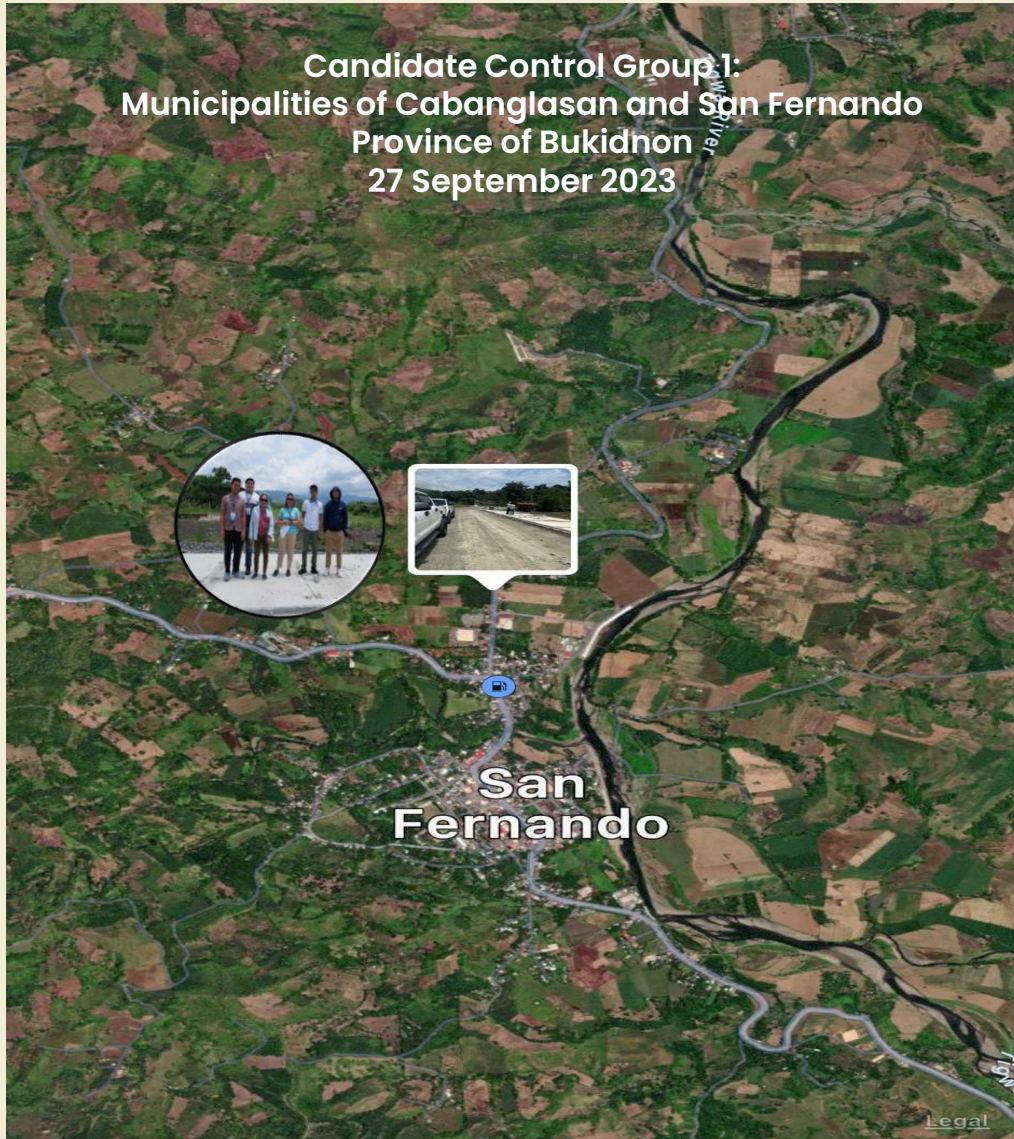 Candidate Control Group 1:
Municipalities of Cabanglasan and San Fernando
Province of Bukidnon
27 September 2023
River
San
Fernando
Legal